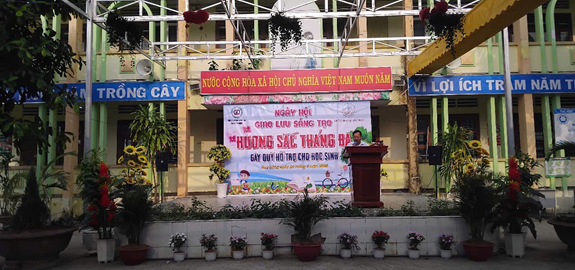 NƯỚC CỘNG HÒA XÃ HỘI CHỦ NGHĨA VIỆT NAM MUÔN NĂM
TRỒNG CÂY
VÌ LỢI ÍCH TRĂM NĂM T
NGÀY HỘI
GIAO LƯU SÁNG TẠO
"HƯƠNG SẮC THÁNG BA
GÂY QUỸ HỖ TRỢ CHO HỌC SINH